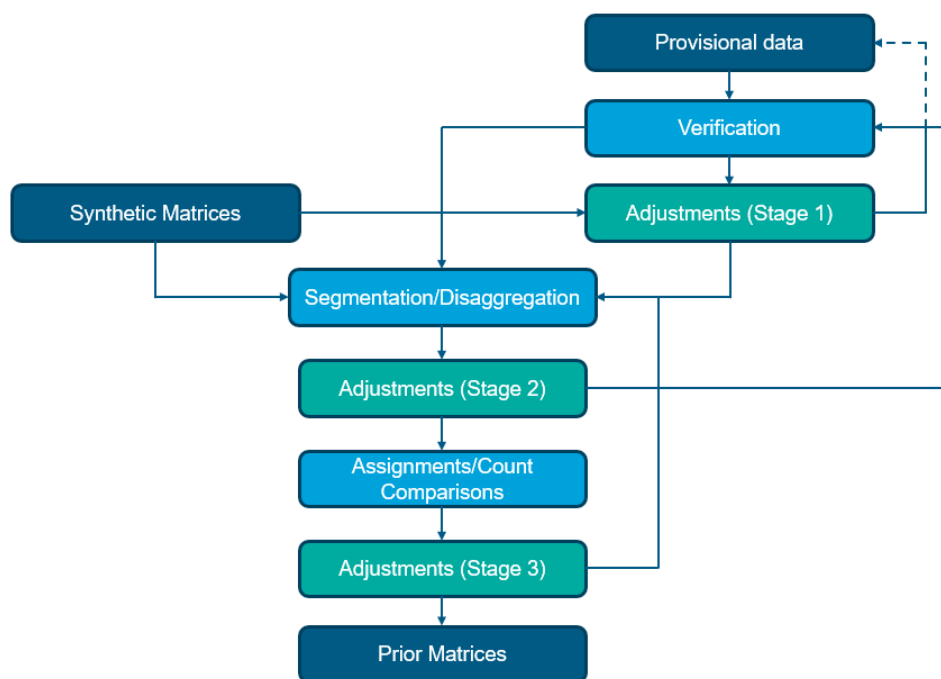 Provisional data
Verification
Synthetic Matrices
Adjustments (Stage 1)
Segmentation/Disaggregation
Adjustments (Stage 2)
Assignments/Count
Comparisons
Adjustments (Stage 3)
Prior Matrices